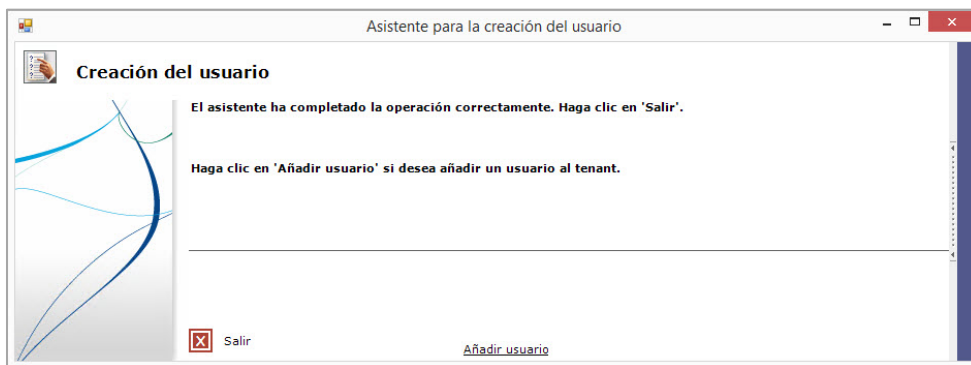 Asistente para la creación del usuario
Creación del usuario
El asistente ha completado la operación correctamente. Haga clic en 'Salir'.
Haga clic en 'Añadir usuario' si desea añadir un usuario al tenant.
Salir
Añadir usuario